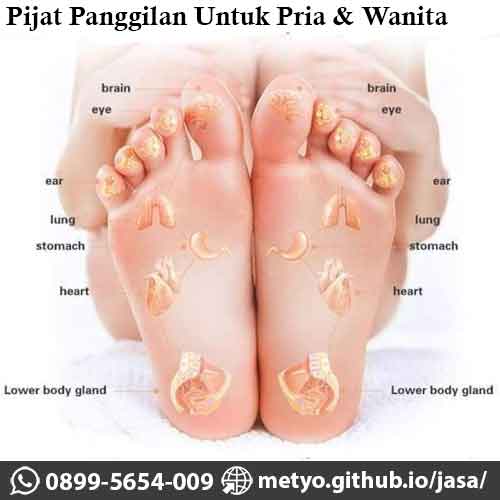 Pijat Panggilan Untuk Pria & Wanita
brain brain
eye eye
ear ear
lung lung
stomach stomach
heart heart
Lower body gland Lower body gland
0899-5654-009 metyo.github.io/jasa/